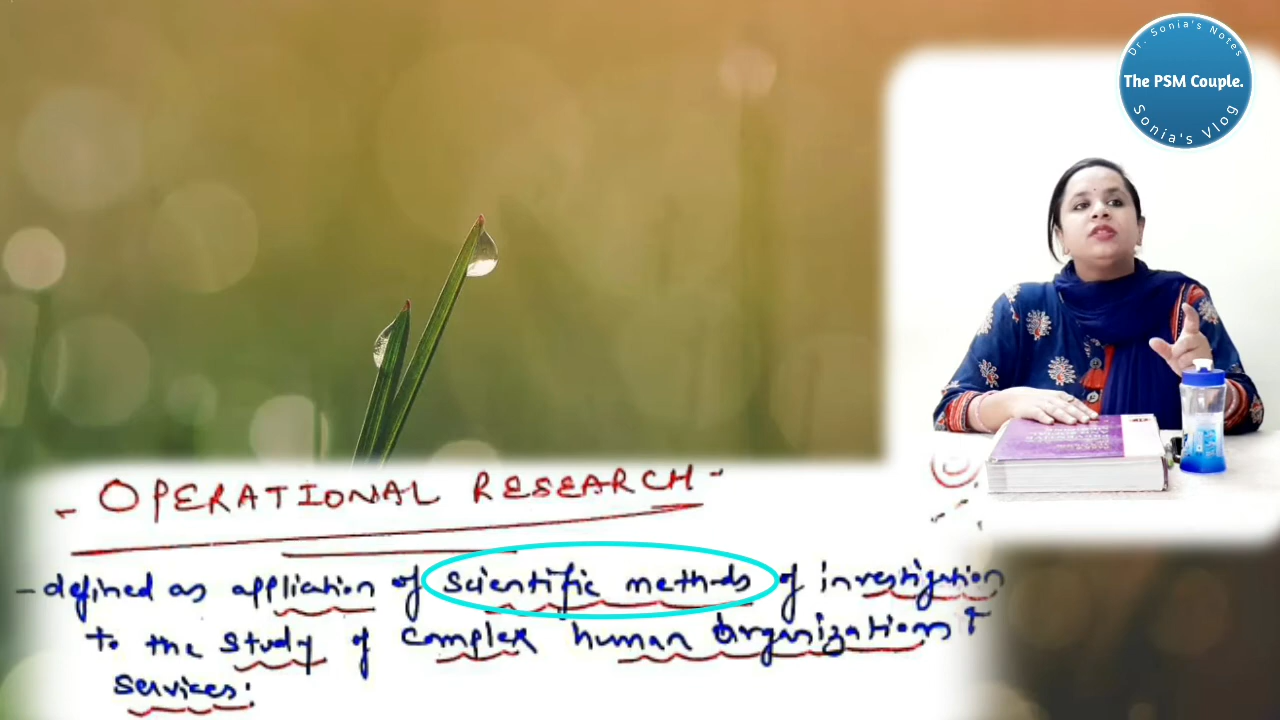 Dr. Sonia's Notes
The PSM Couple.
Sonia's Vlog
- OPERATIONAL RESEARCH -
- defined as appliation of scientific methods of investigation
to the study of complex human organizations +
services: